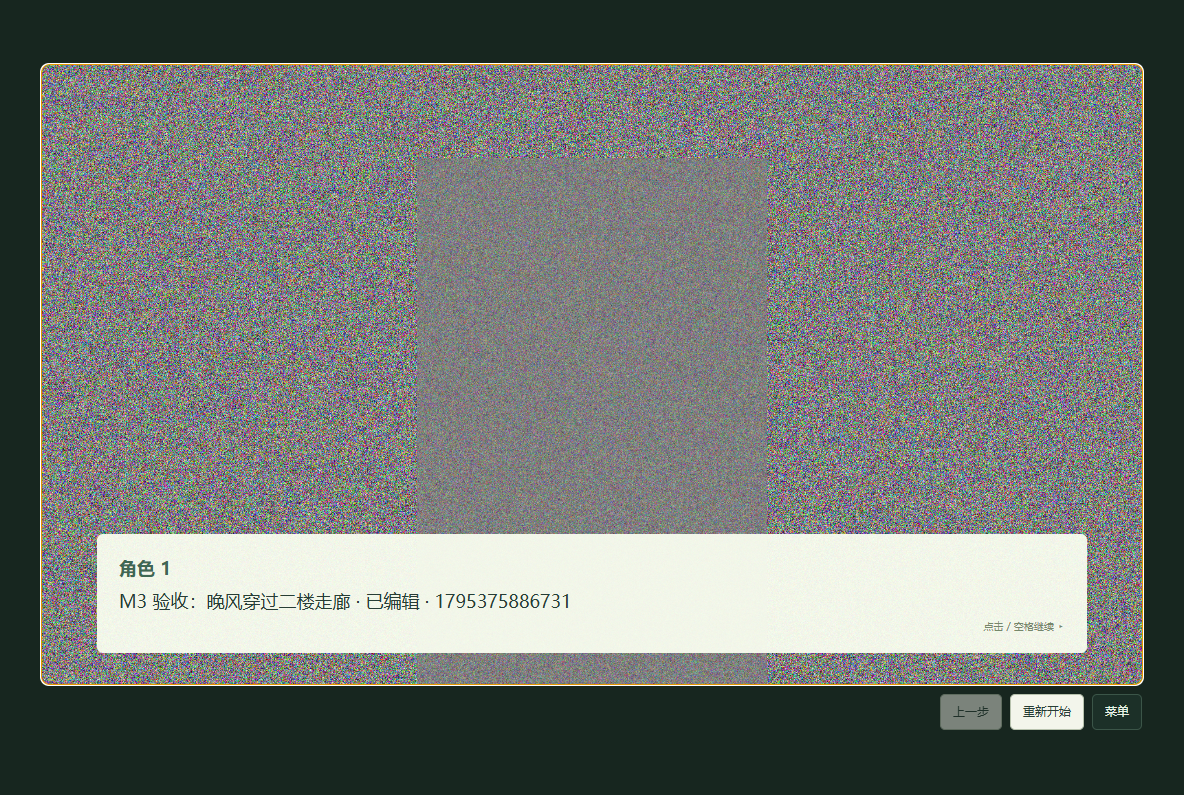 角色 1
M3 验收：晚风穿过二楼走廊 · 已编辑 · 1795375886731
点击 / 空格继续 ▸
上一步
重新开始
菜单